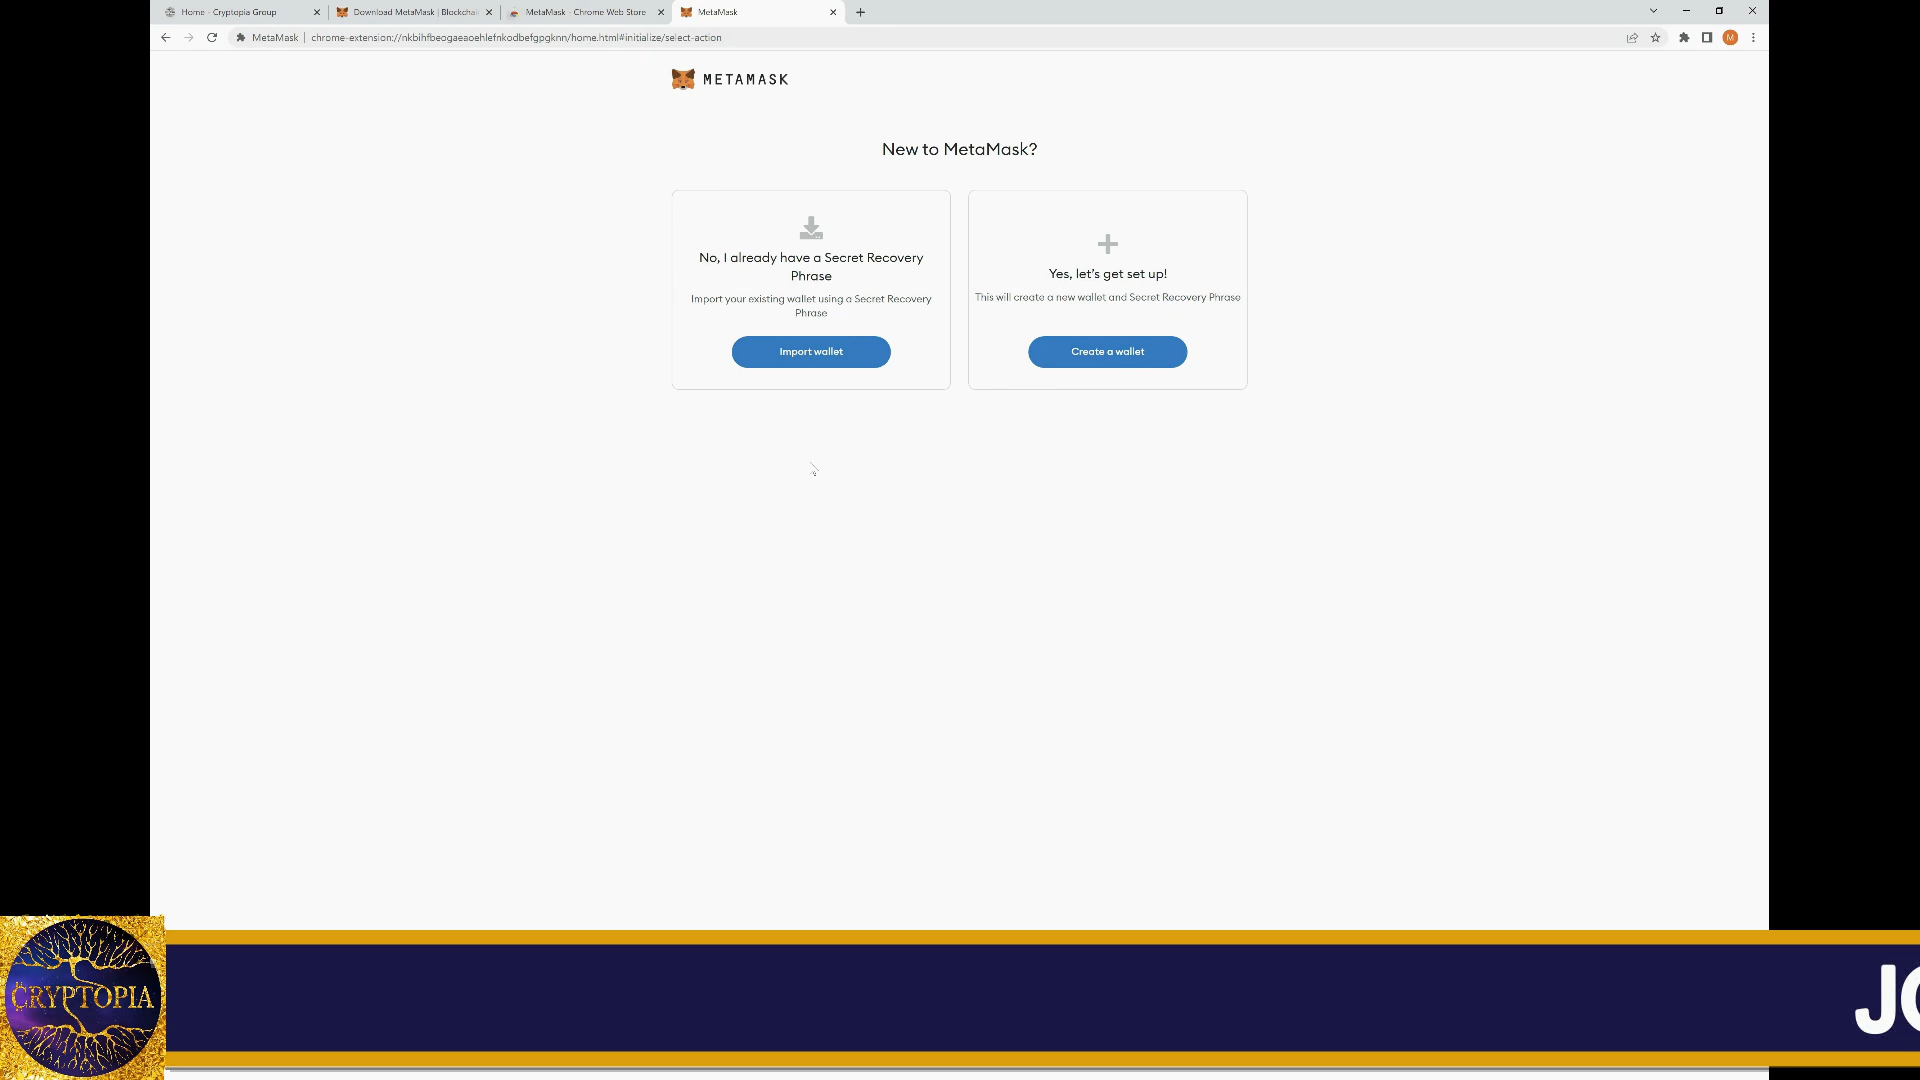 Home - Cryptopia Group
Download MetaMask | Blockchai
MetaMask - Chrome Web Store
MetaMask
MetaMask | chrome-extension://nkbihfbeogaeaoehlefnkodbefgpgknn/home.html#initialize/select-action
M
METAMASK
New to MetaMask?
No, I already have a Secret Recovery
Phrase
Import your existing wallet using a Secret Recovery
Phrase
Import wallet
Yes, let's get set up!
This will create a new wallet and Secret Recovery Phrase
Create a wallet
CRYPTOPIA
JO